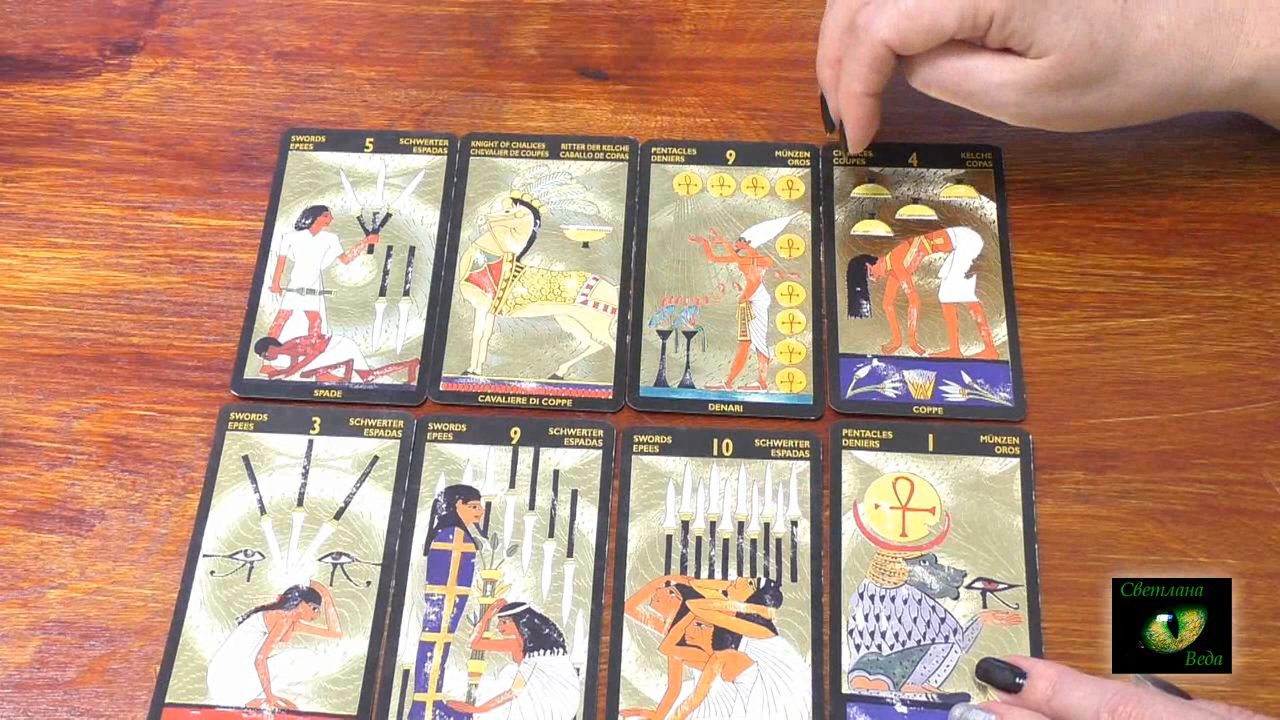 SWORDS
EPEES
5
SCHWERTER
ESPADAS
SPADE
KNIGHT OF CHALICES
CHEVALIER DE COUPES
RITTER DER KELCHE
CABALLO DE COPAS
CAVALIERE DI COPPE
PENTACLES
DENIERS
9
MÜNZEN
OROS
DENARI
COUPES
4
KELCHE
COPAS
COPPE
SWORDS
EPEES
3
SCHWERTER
ESPADAS
SWORDS
EPEES
9
SCHWERTER
ESPADAS
SWORDS
EPEES
10
SCHWERTER
ESPADAS
PENTACLES
DENIERS
1
MÜNZEN
OROS
Светлана
Веда